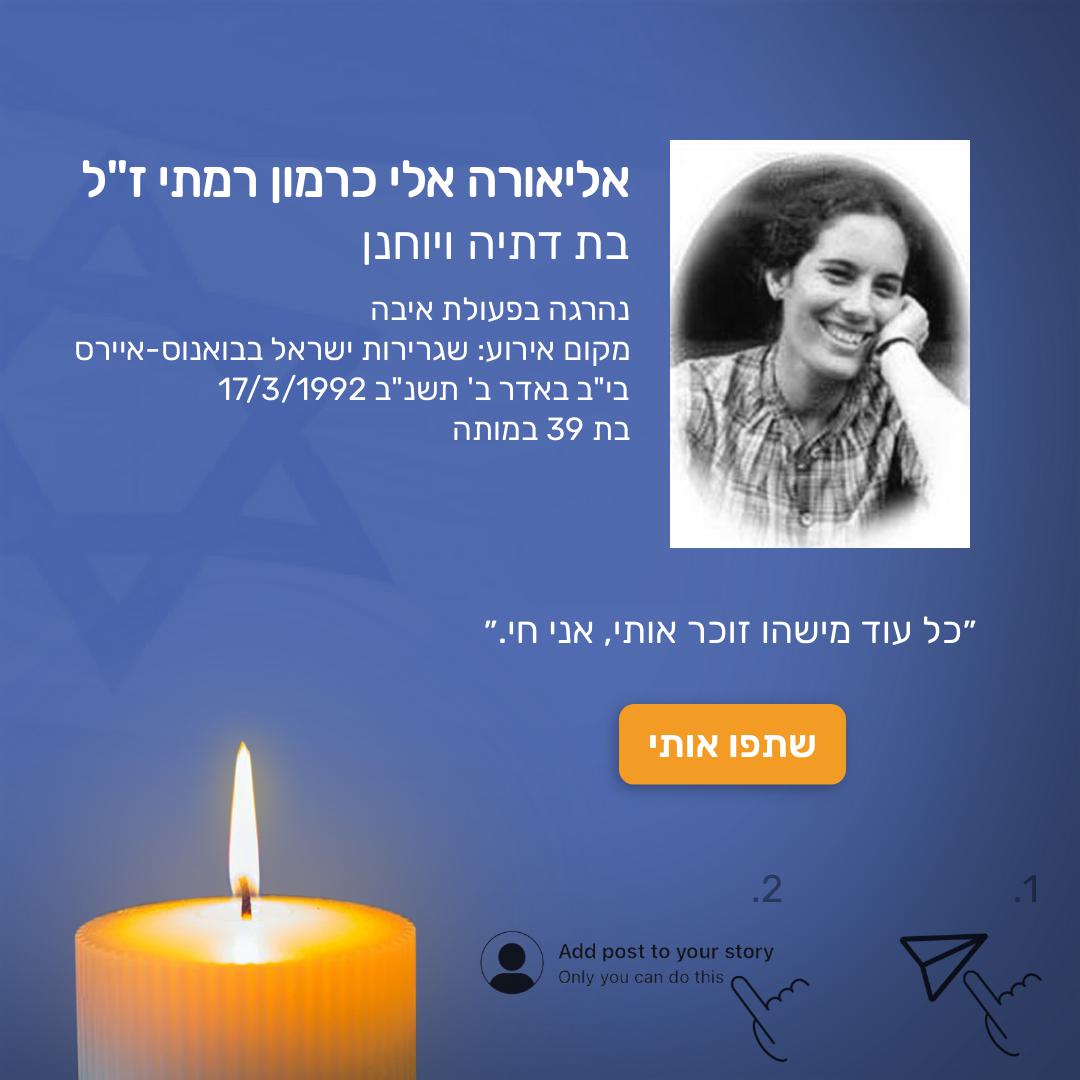 אליאורה אלי כרמון רמתי ז"ל
בת דתיה ויוחנן
נהרגה בפעולת איבה
מקום אירוע: שגרירות ישראל בבואנוס-איירס
בי"ב באדר ב' תשנ"ב 17/3/1992
בת 39 במותה
״כל עוד מישהו זוכר אותי, אני חי.״
שתפו אותי
1.
2.
Add post to your story
Only you can do this